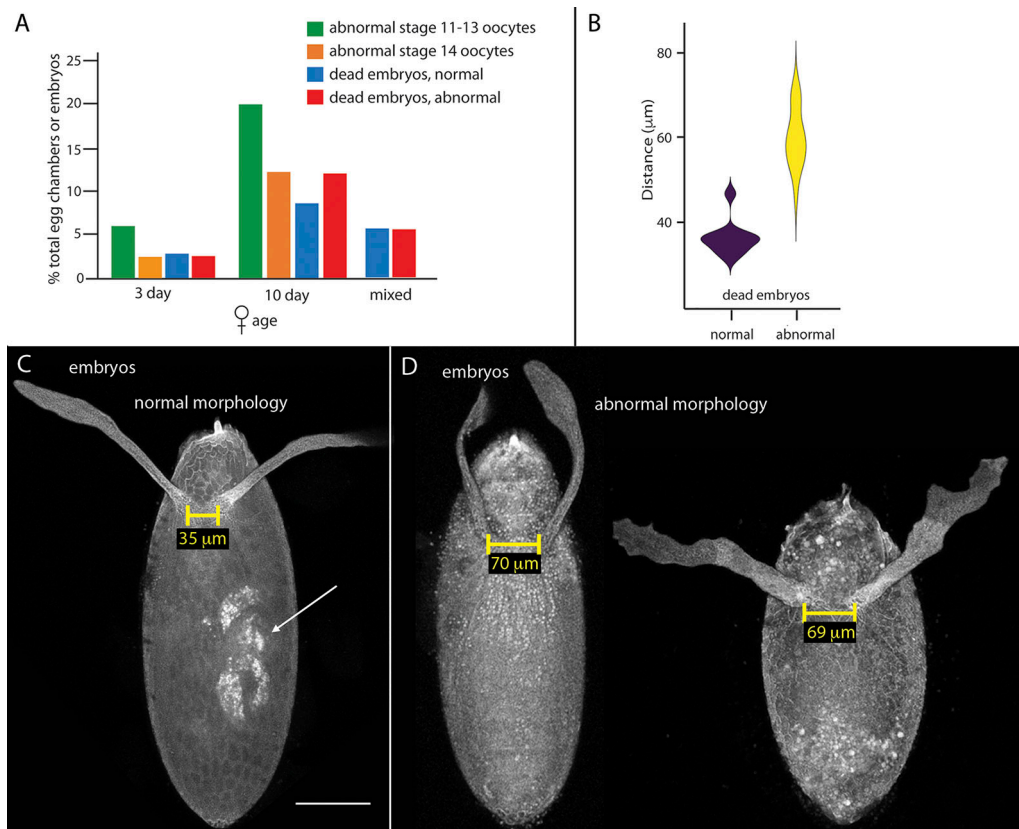 A
abnormal stage 11-13 oocytes
abnormal stage 14 oocytes
dead embryos, normal
dead embryos, abnormal
% total egg chambers or embryos
25
20
15
10
5
0
3 day
10 day
mixed
♀ age
B
Distance (μm)
80
60
40
dead embryos
normal
abnormal
C
embryos
normal morphology
35 μm
D
embryos
abnormal morphology
70 μm
69 μm